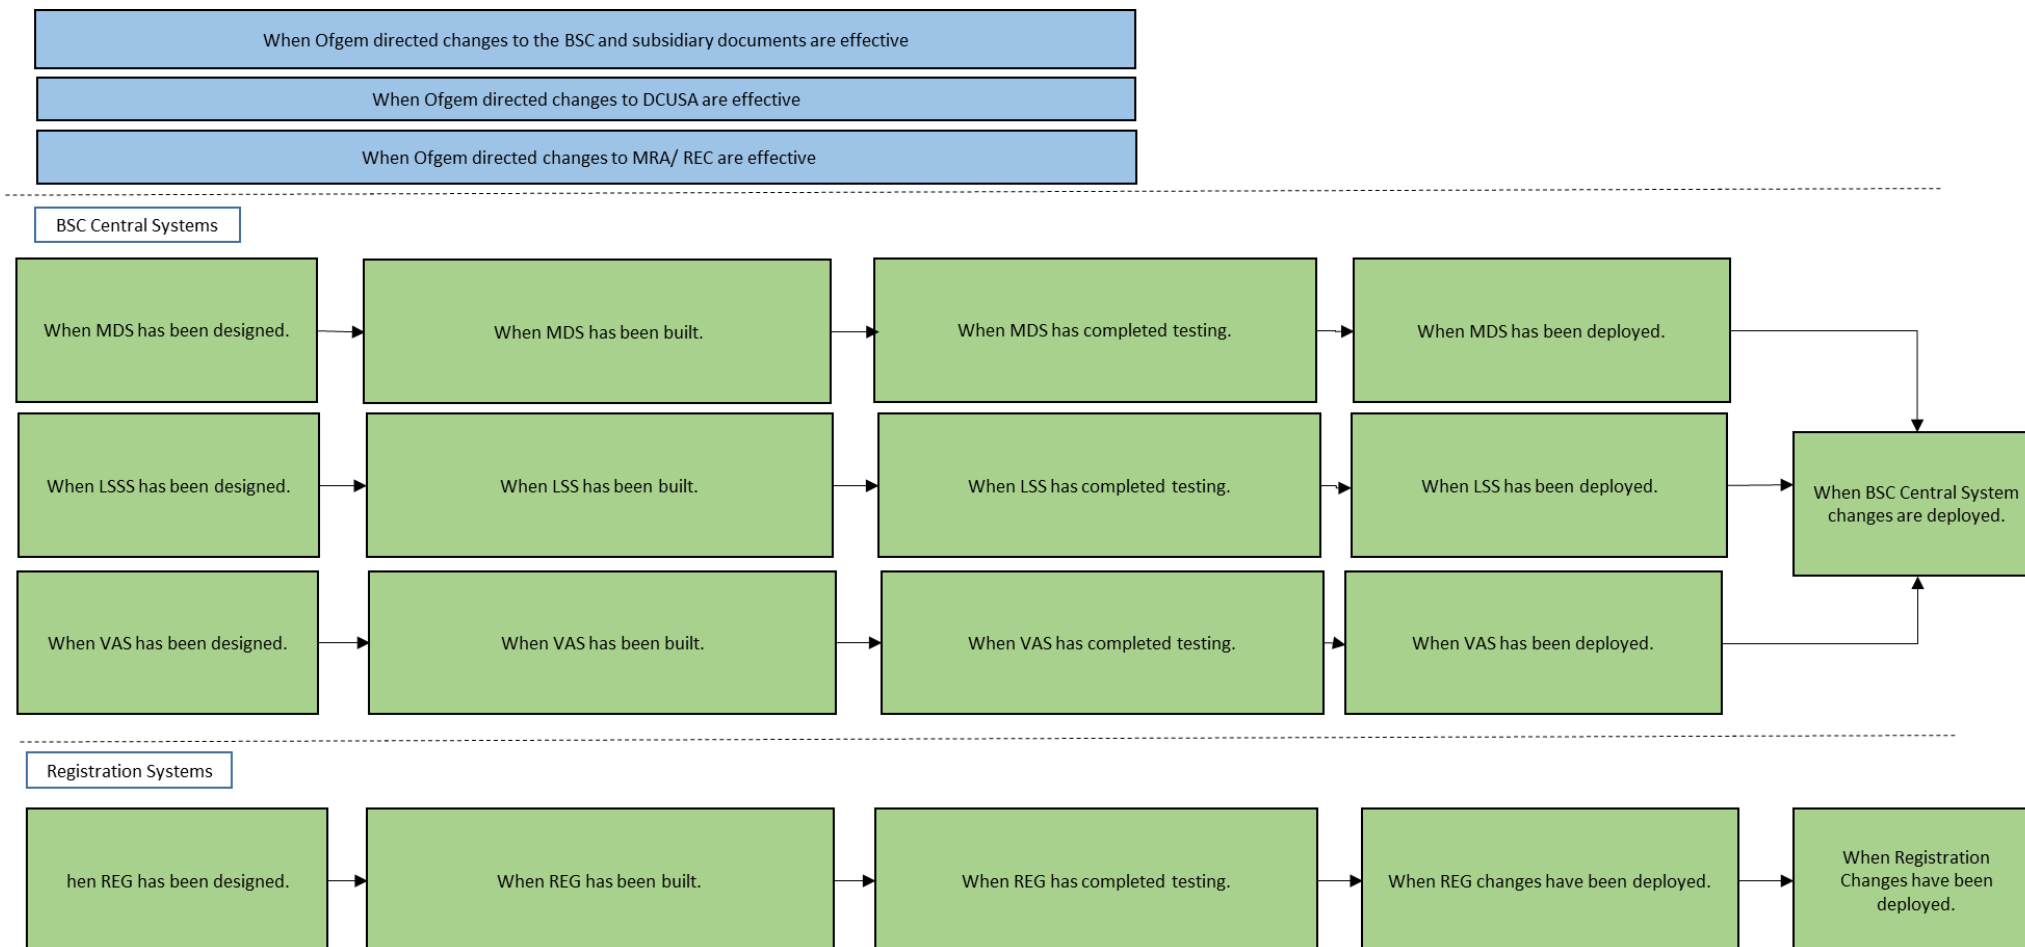 When Ofgem directed changes to the BSC and subsidiary documents are effective
When Ofgem directed changes to DCUSA are effective
When Ofgem directed changes to MRA/ REC are effective
BSC Central Systems
When MDS has been designed.
When MDS has been built.
When MDS has completed testing.
When MDS has been deployed.
When LSSS has been designed.
When LSS has been built.
When LSS has completed testing.
When LSS has been deployed.
When BSC Central System
changes are deployed.
When VAS has been designed.
When VAS has been built.
When VAS has completed testing.
When VAS has been deployed.
Registration Systems
hen REG has been designed.
When REG has been built.
When REG has completed testing.
When REG changes have been deployed.
When Registration
Changes have been
deployed.